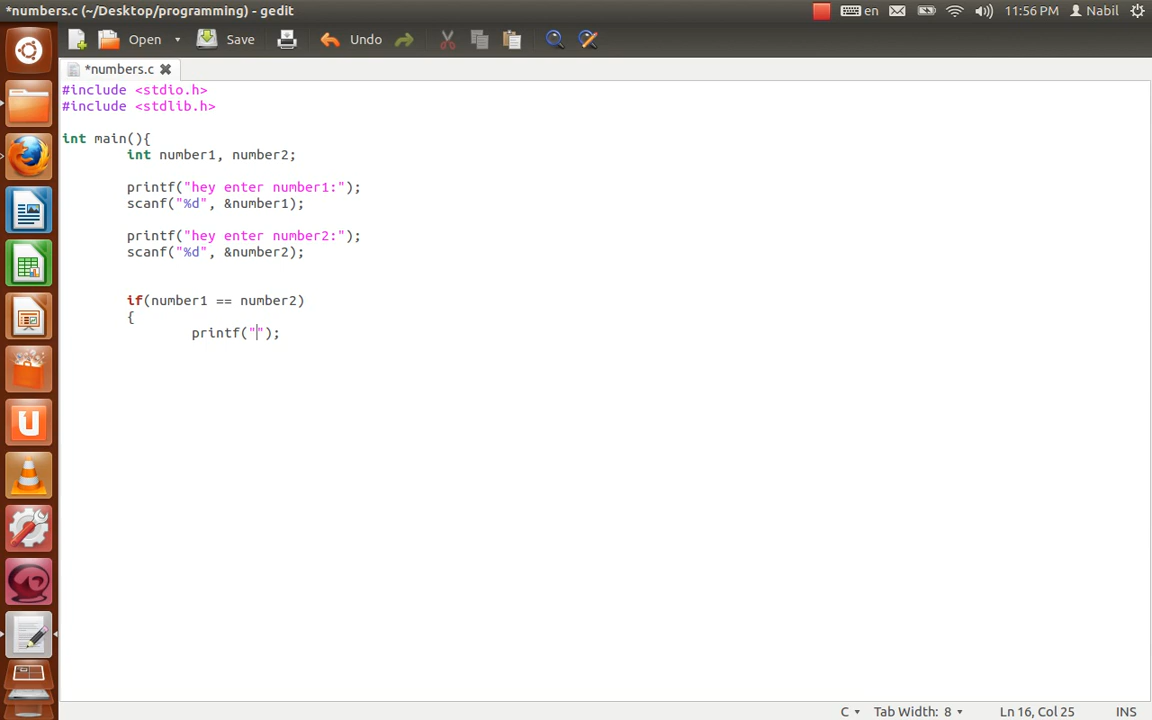 *numbers.c (~/Desktop/programming) - gedit
en
11:56 PM
Nabil
Open
Save
Undo
*numbers.c
#include <stdio.h>
#include <stdlib.h>
int main(){
int number1, number2;
printf("hey enter number1:");
scanf("%d", &number1);
printf("hey enter number2:");
scanf("%d", &number2);
if(number1 == number2)
{
printf("");
C
Tab Width: 8
Ln 16, Col 25
INS